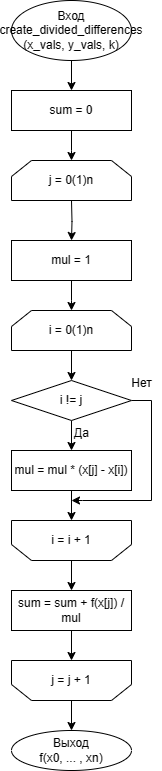 Вход
create_divided_differences
(x_vals, y_vals, k)
sum = 0
j = 0(1)n
mul = 1
i = 0(1)n
i != j
Нет
Да
mul = mul * (x[j] - x[i])
i = i + 1
sum = sum + f(x[j]) /
mul
j = j + 1
Выход
f(x0, ... , xn)